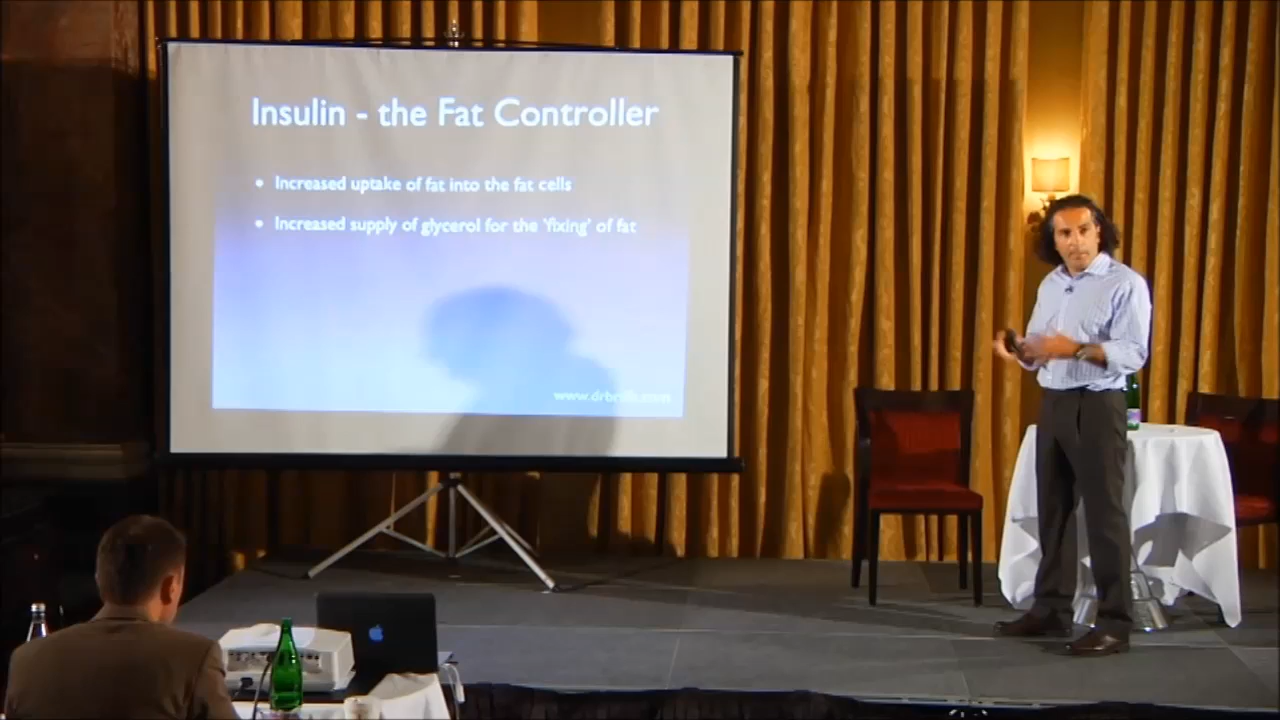 Insulin - the Fat Controller
• Increased uptake of fat into the fat cells
• Increased supply of glycerol for the 'fixing' of fat